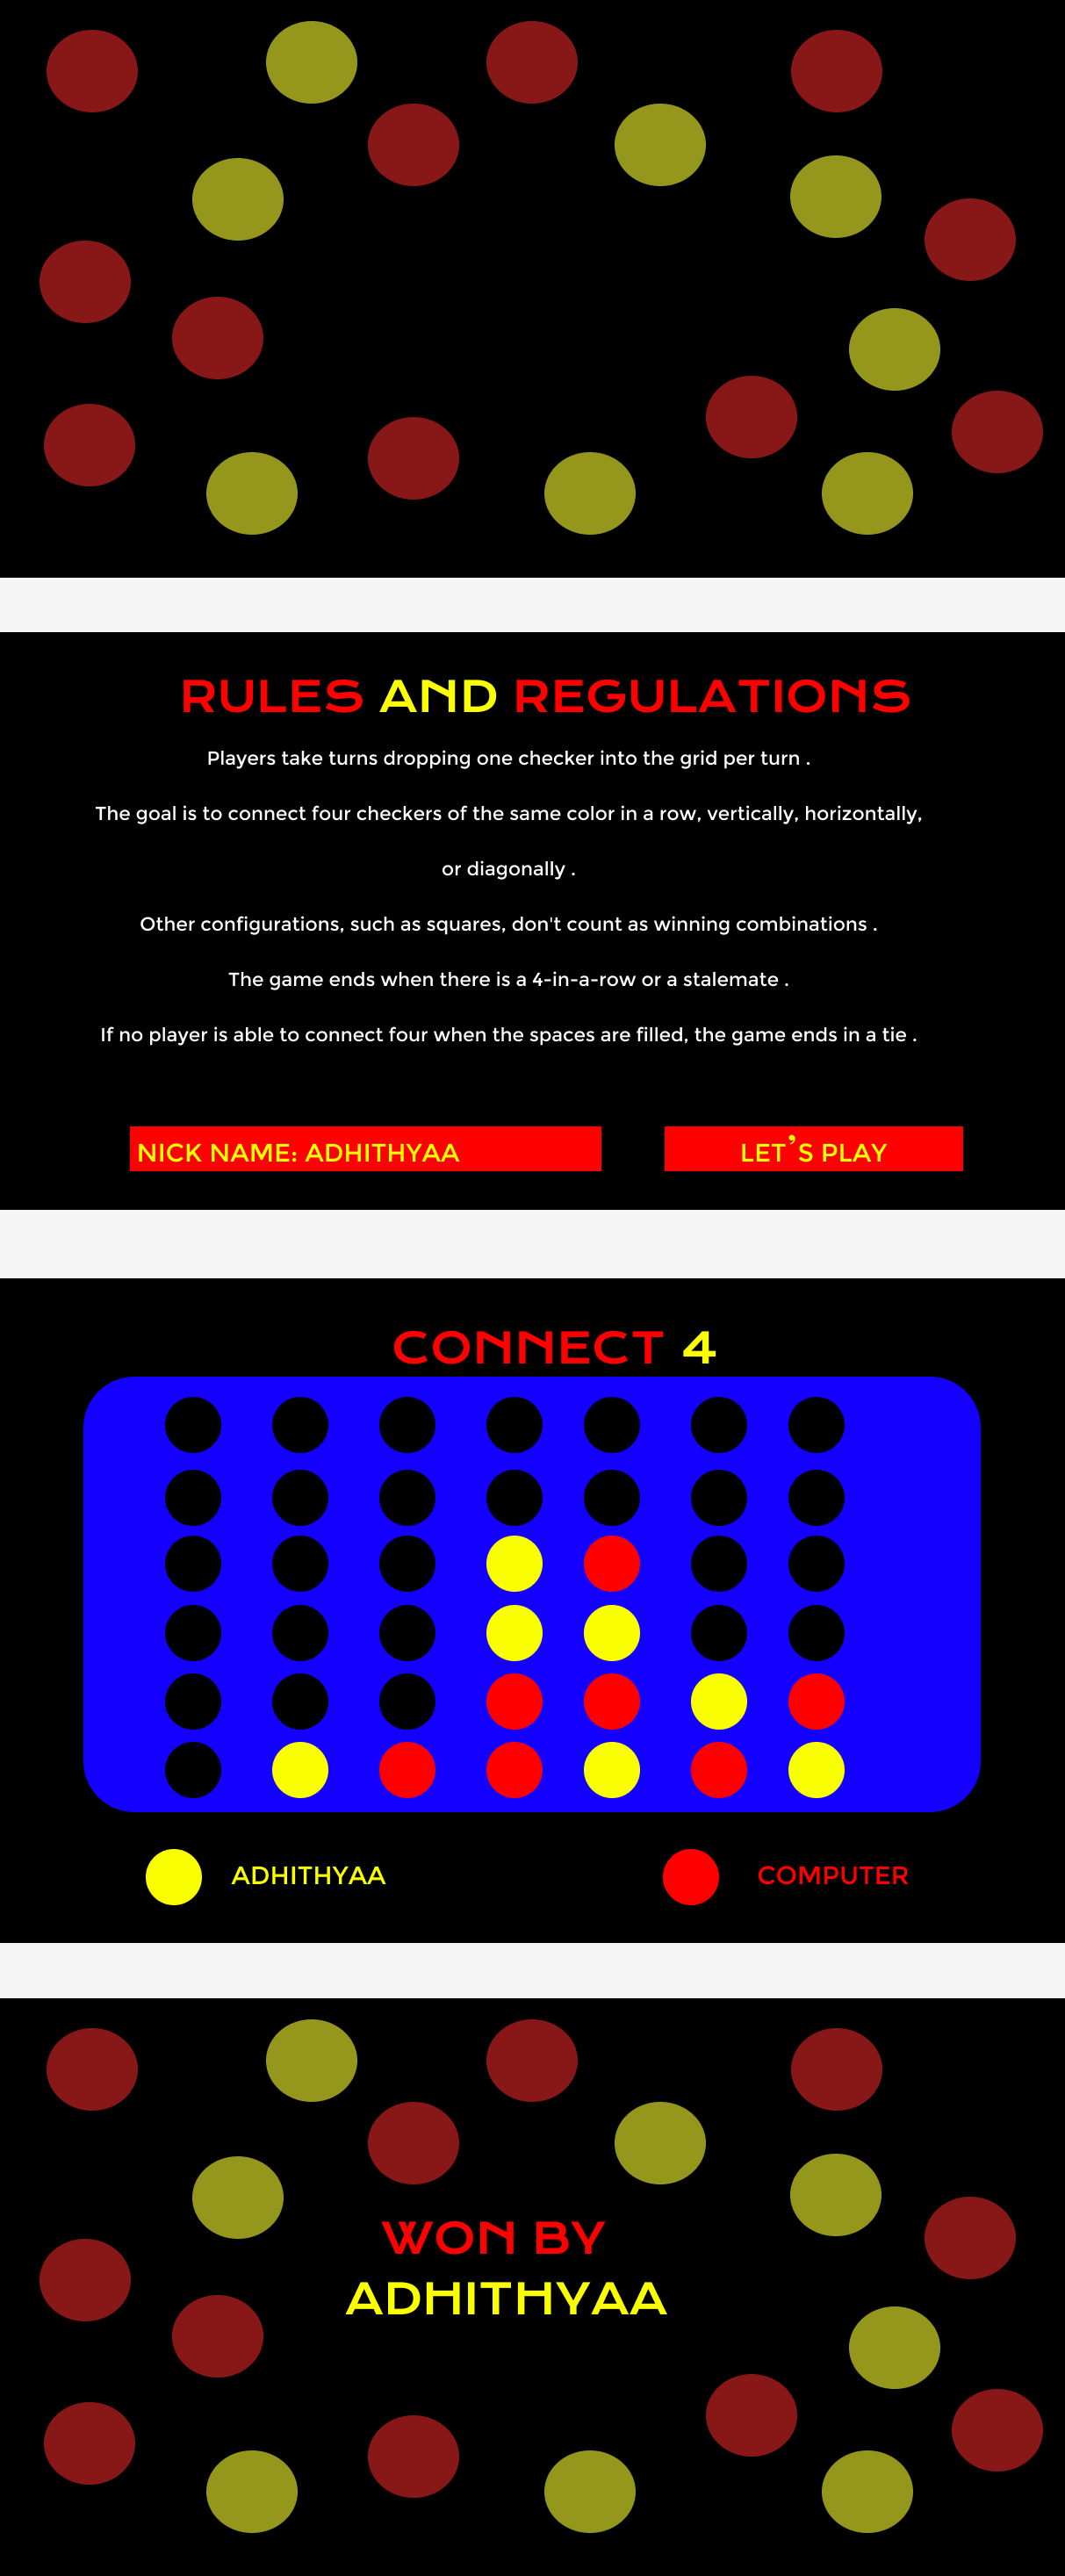 RULES AND REGULATIONS
Players take turns dropping one checker into the grid per turn .
The goal is to connect four checkers of the same color in a row, vertically, horizontally,
or diagonally .
Other configurations, such as squares, don't count as winning combinations .
The game ends when there is a 4-in-a-row or a stalemate .
If no player is able to connect four when the spaces are filled, the game ends in a tie .
NICK NAME: ADHITHYAA
LET’S PLAY
CONNECT 4
ADHITHYAA
COMPUTER
WON BY
ADHITHYAA